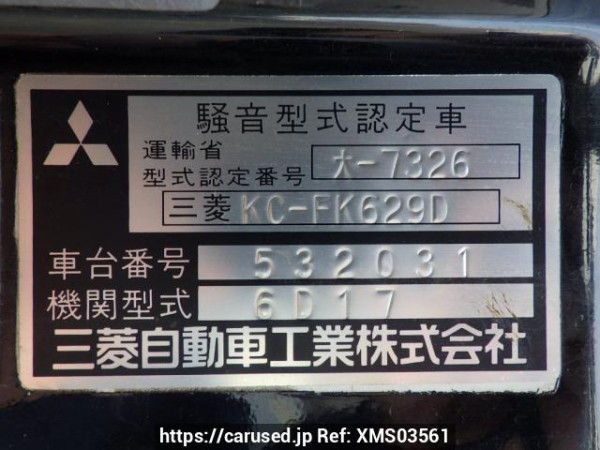 騒音型式認定車
運輸省
型式認定番号 大-7326
三菱 KC-FK629D
車台番号 532031
機関型式 6D17
三菱自動車工業株式会社
https://carused.jp Ref: XMS03561